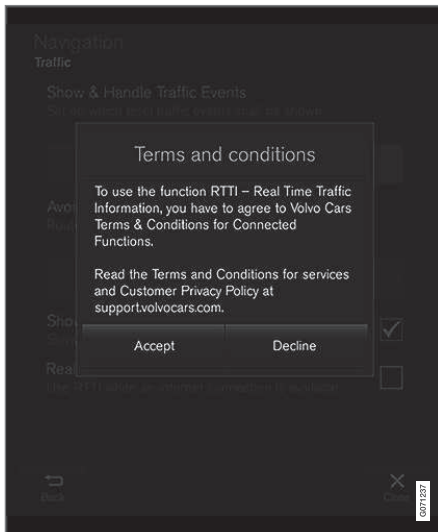 Navigation
Traffic
Show & Handle Traffic Events
Terms and conditions
To use the function RTTI – Real Time Traffic
Information, you have to agree to Volvo Cars
Terms & Conditions for Connected
Functions.
Read the Terms and Conditions for services
and Customer Privacy Policy at
support.volvocars.com.
Accept
Decline
Back
Close
G071237